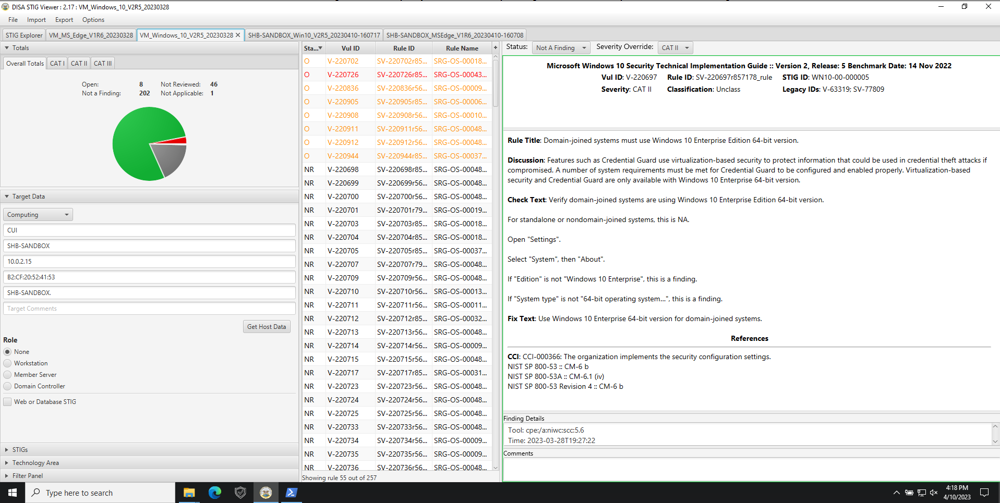 DISA STIG Viewer : 2.17 : VM_Windows_10_V2R5_20230328
File Import Export Options
STIG Explorer VM_MS_Edge_V1R6_20230328 VM_Windows_10_V2R5_20230328 SHB-SANDBOX_Win10_V2R5_20230410-160717 SHB-SANDBOX_MSEdge_V1R6_20230410-160708
Totals
Overall Totals CAT I CAT II CAT III
Open: 8 Not Reviewed: 46
Not a Finding: 202 Not Applicable: 1
Target Data
Computing
CUI
SHB-SANDBOX
10.0.2.15
B2:CF:20:52:41:53
SHB-SANDBOX.
Target Comments
Get Host Data
Role
None
Workstation
Member Server
Domain Controller
Web or Database STIG
STIGs
Technology Area
Filter Panel
Sta... Vul ID Rule ID Rule Name +
O V-220702 SV-220702r85... SRG-OS-00018...
O V-220726 SV-220726r85... SRG-OS-00043...
O V-220836 SV-220836r56... SRG-OS-00009...
O V-220905 SV-220905r85... SRG-OS-00006...
O V-220908 SV-220908r56... SRG-OS-00010...
O V-220911 SV-220911r56... SRG-OS-00048...
O V-220912 SV-220912r56... SRG-OS-00048...
O V-220944 SV-220944r85... SRG-OS-00037...
NR V-220698 SV-220698r85... SRG-OS-00048...
NR V-220699 SV-220699r56... SRG-OS-00048...
NR V-220700 SV-220700r56... SRG-OS-00048...
NR V-220701 SV-220701r79... SRG-OS-00019...
NR V-220703 SV-220703r85... SRG-OS-00018...
NR V-220704 SV-220704r85... SRG-OS-00018...
NR V-220705 SV-220705r85... SRG-OS-00037...
NR V-220707 SV-220707r79... SRG-OS-00048...
NR V-220709 SV-220709r56... SRG-OS-00048...
NR V-220710 SV-220710r56... SRG-OS-00013...
NR V-220711 SV-220711r56... SRG-OS-00011...
NR V-220712 SV-220712r85... SRG-OS-00032...
NR V-220713 SV-220713r56... SRG-OS-00048...
NR V-220714 SV-220714r56... SRG-OS-00009...
NR V-220715 SV-220715r56... SRG-OS-00048...
NR V-220717 SV-220717r85... SRG-OS-00031...
NR V-220723 SV-220723r56... SRG-OS-00048...
NR V-220724 SV-220724r56... SRG-OS-00048...
NR V-220725 SV-220725r56... SRG-OS-00048...
NR V-220733 SV-220733r56... SRG-OS-00048...
NR V-220734 SV-220734r56... SRG-OS-00009...
NR V-220735 SV-220735r56... SRG-OS-00009...
NR V-220736 SV-220736r56... SRG-OS-00048...
Showing rule 55 out of 257
Status: Not A Finding Severity Override: CAT II
Microsoft Windows 10 Security Technical Implementation Guide :: Version 2, Release: 5 Benchmark Date: 14 Nov 2022
Vul ID: V-220697 Rule ID: SV-220697r857178_rule STIG ID: WN10-00-000005
Severity: CAT II Classification: Unclass Legacy IDs: V-63319; SV-77809
Rule Title: Domain-joined systems must use Windows 10 Enterprise Edition 64-bit version.
Discussion: Features such as Credential Guard use virtualization-based security to protect information that could be used in credential theft attacks if
compromised. A number of system requirements must be met for Credential Guard to be configured and enabled properly. Virtualization-based
security and Credential Guard are only available with Windows 10 Enterprise 64-bit version.
Check Text: Verify domain-joined systems are using Windows 10 Enterprise Edition 64-bit version.
For standalone or nondomain-joined systems, this is NA.
Open "Settings".
Select "System", then "About".
If "Edition" is not "Windows 10 Enterprise", this is a finding.
If "System type" is not "64-bit operating system...", this is a finding.
Fix Text: Use Windows 10 Enterprise 64-bit version for domain-joined systems.
References
CCI: CCI-000366: The organization implements the security configuration settings.
NIST SP 800-53 :: CM-6 b
NIST SP 800-53A :: CM-6.1 (iv)
NIST SP 800-53 Revision 4 :: CM-6 b
Finding Details
Tool: cpe:/a:niwc:scc:5.6
Time: 2023-03-28T19:27:22
Comments
Type here to search
4:18 PM
4/10/2023